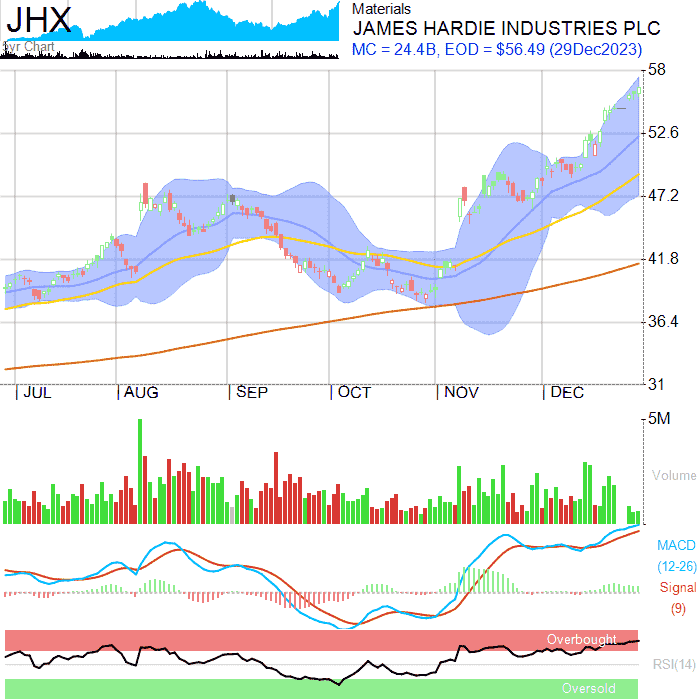 JHX
5yr Chart
Materials
JAMES HARDIE INDUSTRIES PLC
MC = 24.4B, EOD = $56.49 (29Dec2023)
58
52.6
47.2
41.8
36.4
31
JUL AUG SEP OCT NOV DEC
5M
Volume
MACD
(12-26)
Signal
(9)
Overbought
RSI(14)
Oversold